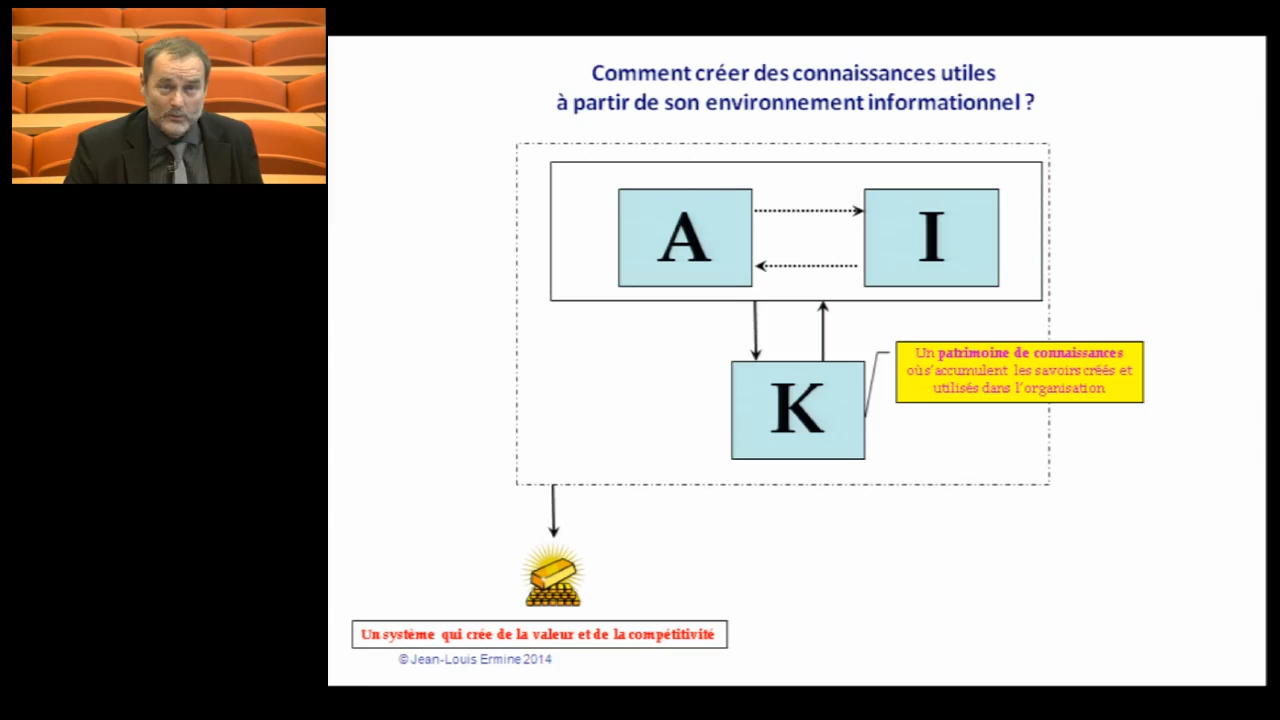 Comment créer des connaissances utiles
à partir de son environnement informationnel ?
A
I
K
Un patrimoine de connaissances
où s'accumulent les savoirs créés et
utilisés dans l'organisation
Un système qui crée de la valeur et de la compétitivité
© Jean-Louis Ermine 2014